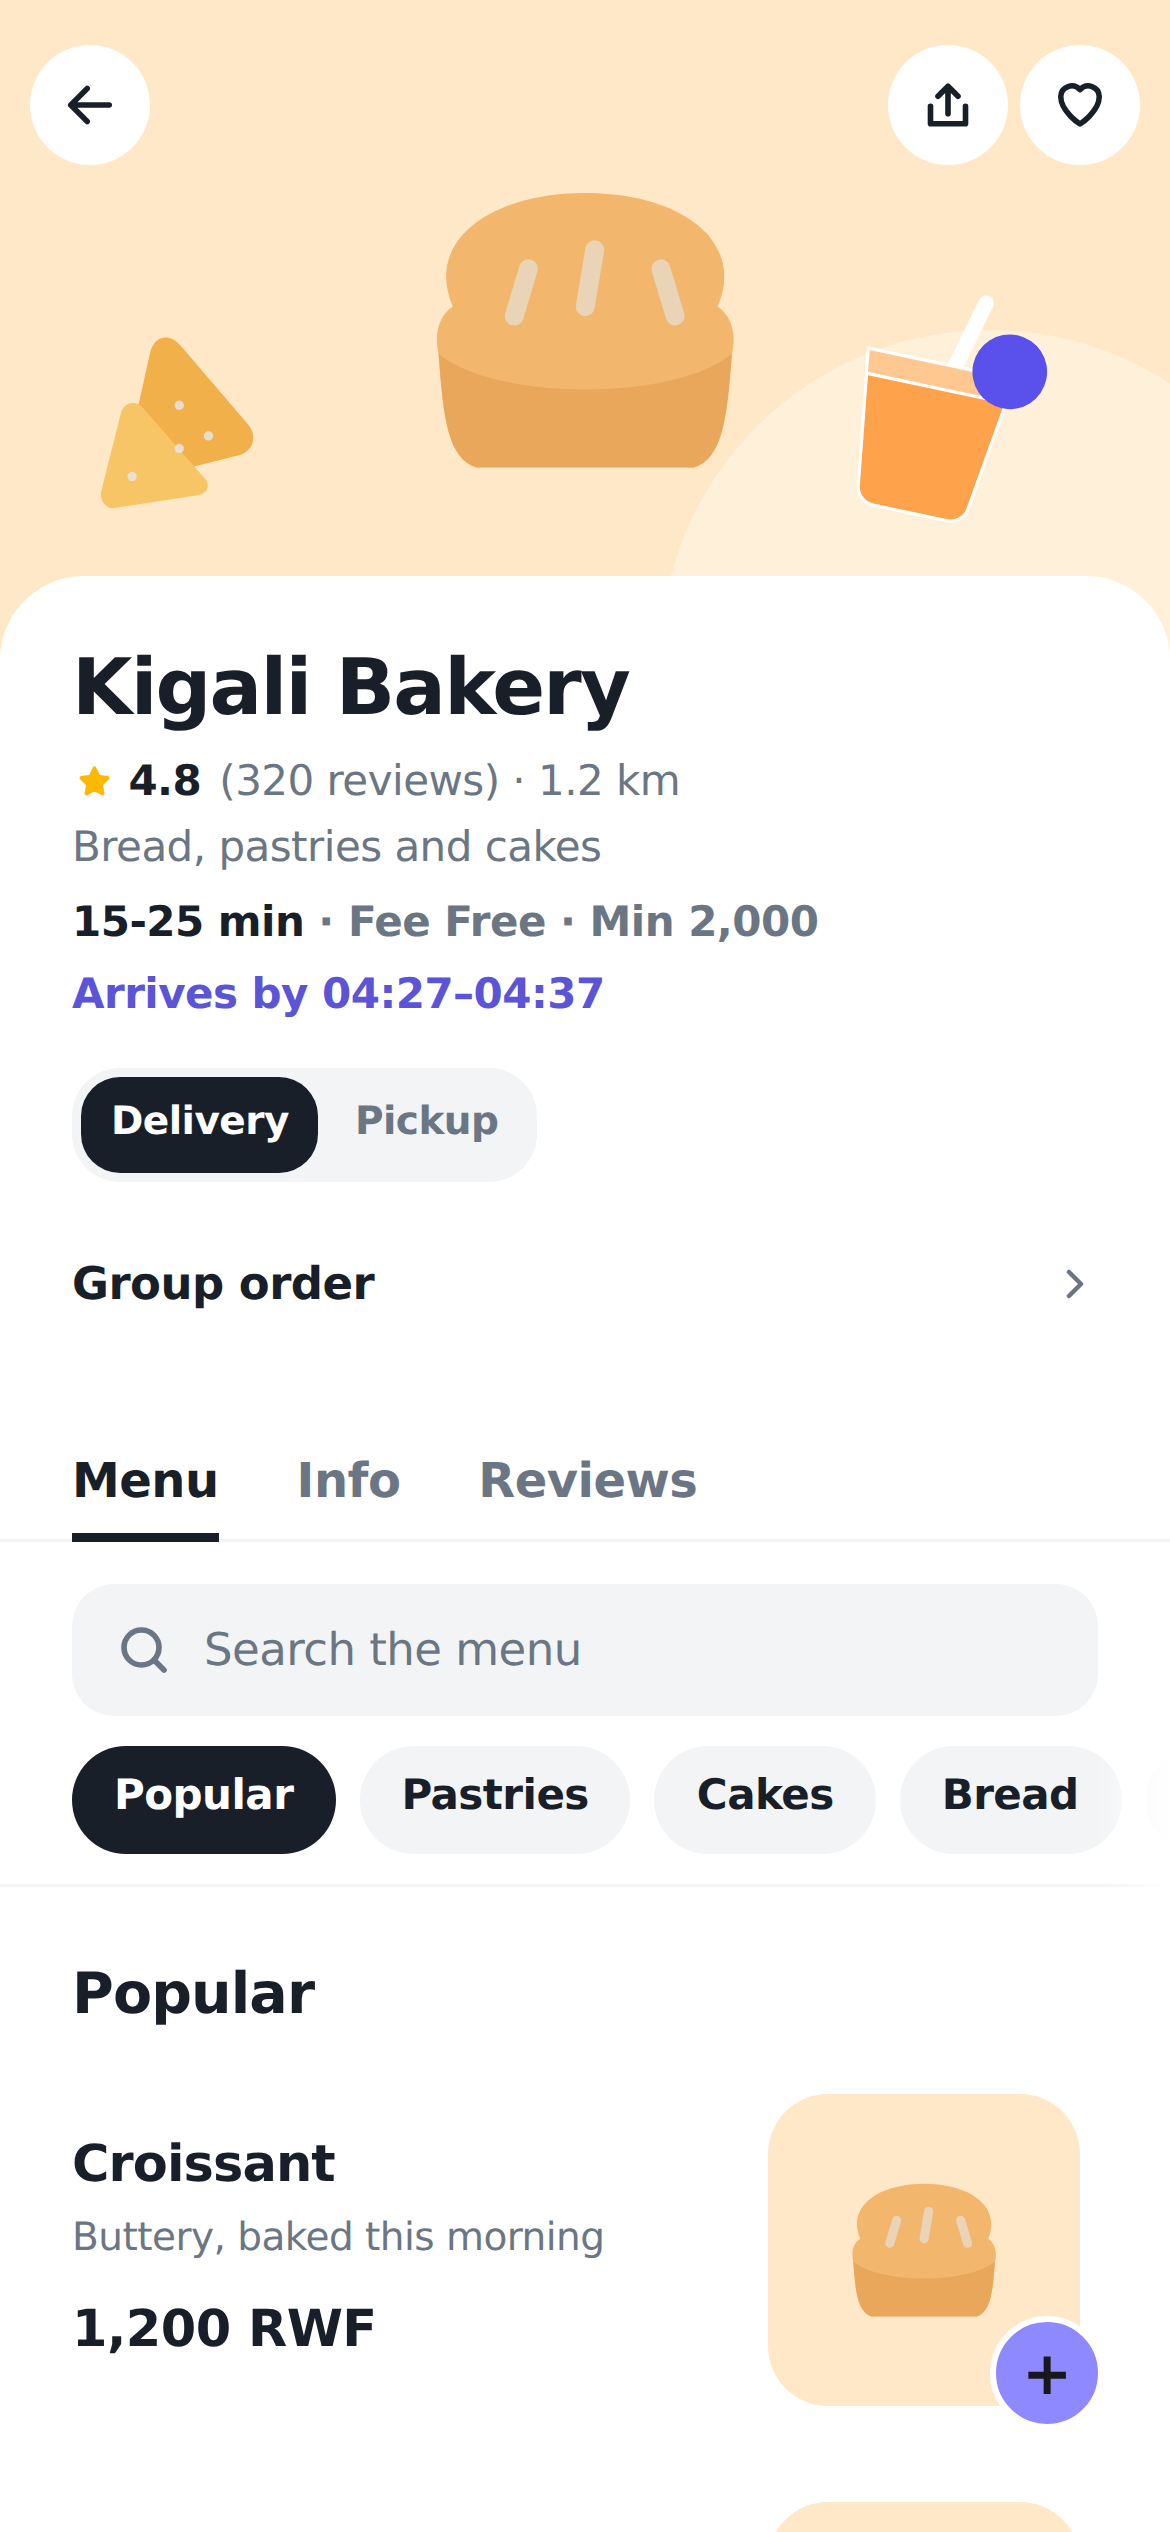 Kigali Bakery
4.8 (320 reviews) · 1.2 km
Bread, pastries and cakes
15-25 min · Fee Free · Min 2,000
Arrives by 04:27–04:37
Delivery Pickup
Group order
Menu Info Reviews
Search the menu
Popular Pastries Cakes Bread
Popular
Croissant
Buttery, baked this morning
1,200 RWF